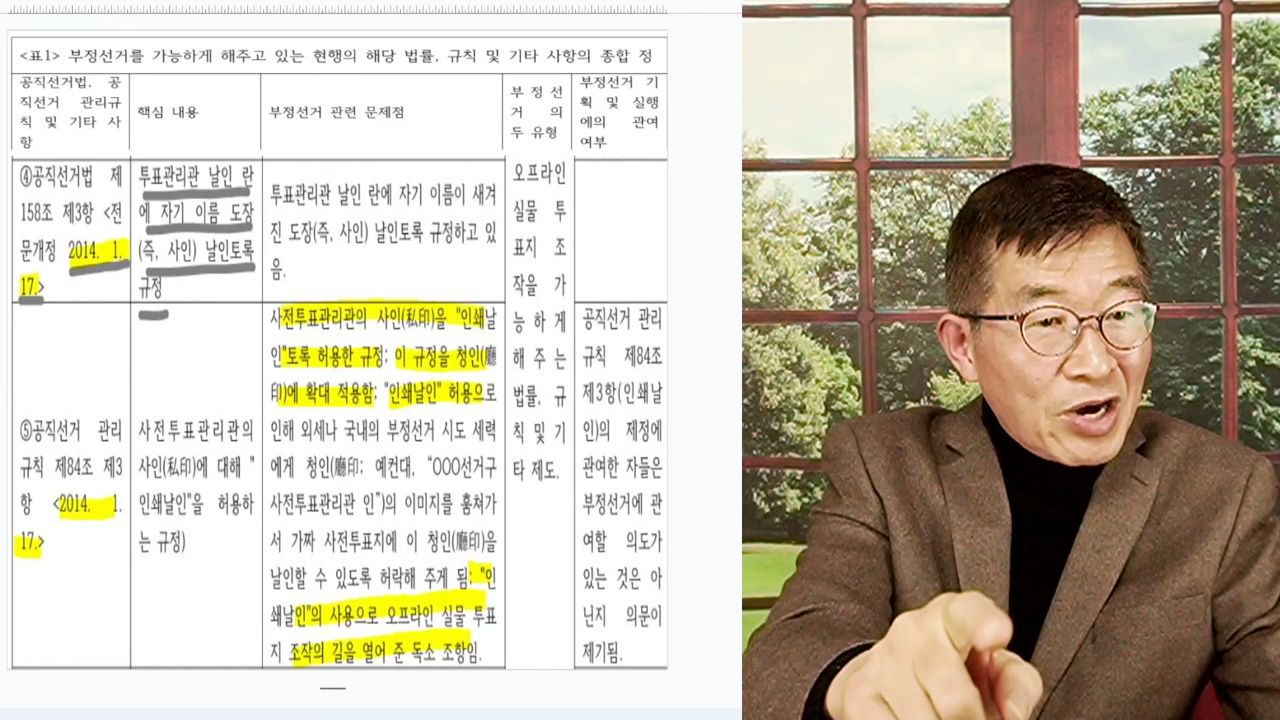 <표1> 부정선거를 가능하게 해주고 있는 현행의 해당 법률, 규칙 및 기타 사항의 종합 정
공직선거법, 공
직선거 관리규
칙 및 기타 사
항
핵심 내용
부정선거 관련 문제점
부 정 선
거 의
두 유형
부정선거 기
획 및 실행
에의 관여
여부
④공직선거법 제
158조 제3항 <전
문개정 2014. 1.
17.>
투표관리관 날인 란
에 자기 이름 도장
(즉, 사인) 날인토록
규정
투표관리관 날인 란에 자기 이름이 새겨
진 도장(즉, 사인) 날인토록 규정하고 있
음.
오프라인
실물 투
표지 조
작을 가
능 하 게
해 주 는
법률, 규
칙 및 기
타 제도.
⑤공직선거 관리
규칙 제84조 제3
항 <2014. 1.
17.>
사전투표관리관의
사인(私印)에 대해 "
인쇄날인"을 허용하
는 규정)
사전투표관리관의 사인(私印)을 "인쇄날
인"토록 허용한 규정; 이 규정을 청인(廳
印)에 확대 적용함; "인쇄날인" 허용으로
인해 외세나 국내의 부정선거 시도 세력
에게 청인(廳印: 예컨대, “OOO선거구
사전투표관리관 인”)의 이미지를 훔쳐가
서 가짜 사전투표지에 이 청인(廳印)을
날인할 수 있도록 허락해 주게 됨; "인
쇄날인"의 사용으로 오프라인 실물 투표
지 조작의 길을 열어 준 독소 조항임.
공직선거 관리
규칙 제84조
제3항(인쇄날
인)의 제정에
관여한 자들은
부정선거에 관
여할 의도가
있는 것은 아
닌지 의문이
제기됨.